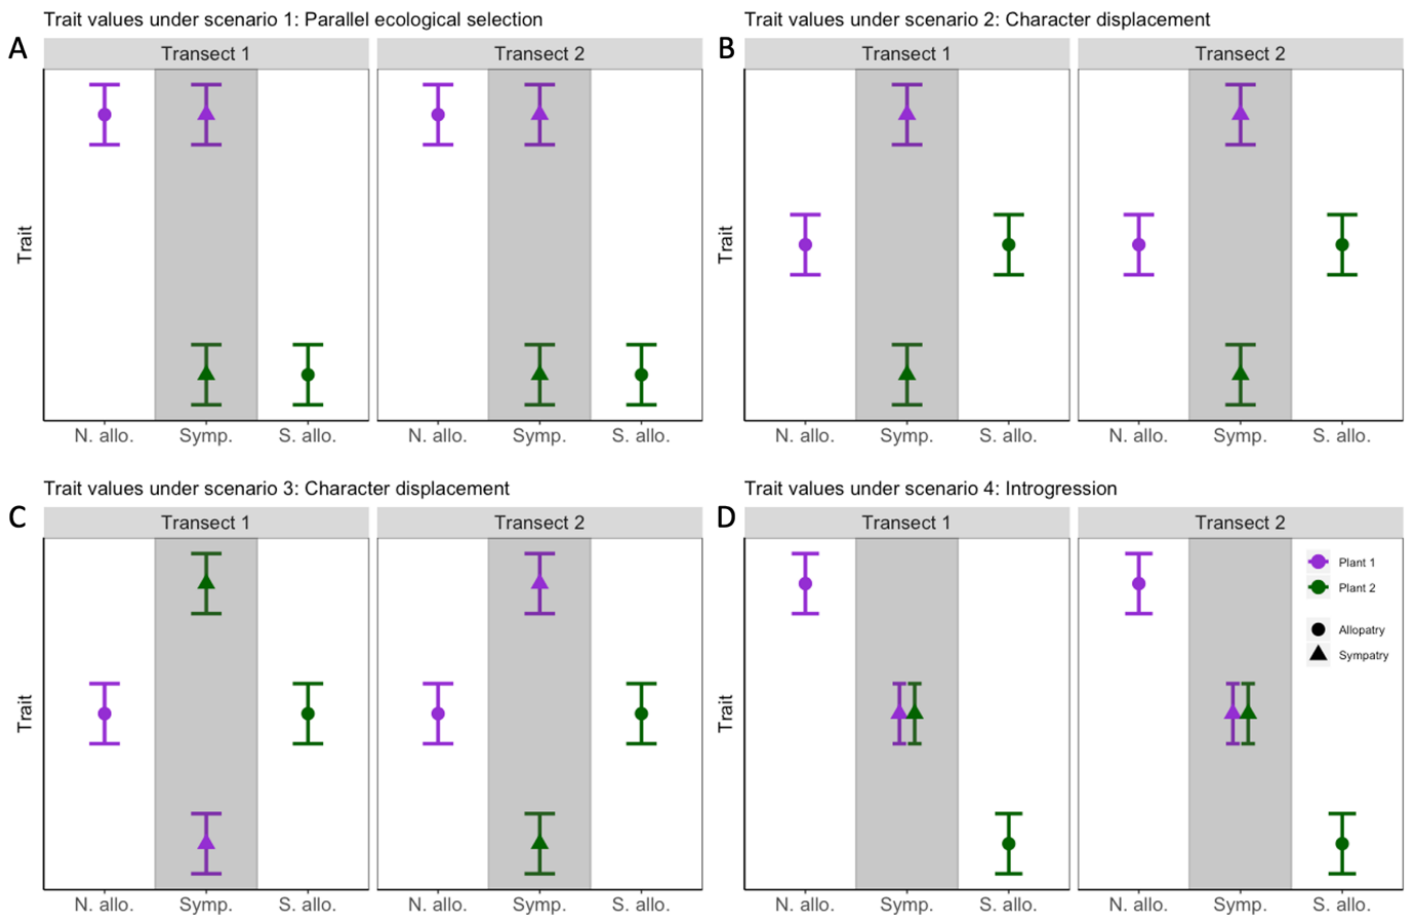 Trait values under scenario 1: Parallel ecological selection
A
Transect 1
Transect 2
Trait
N. allo.
Symp.
S. allo.
N. allo.
Symp.
S. allo.
Trait values under scenario 2: Character displacement
B
Transect 1
Transect 2
Trait
N. allo.
Symp.
S. allo.
N. allo.
Symp.
S. allo.
Trait values under scenario 3: Character displacement
C
Transect 1
Transect 2
Trait
N. allo.
Symp.
S. allo.
N. allo.
Symp.
S. allo.
Trait values under scenario 4: Introgression
D
Transect 1
Transect 2
Plant 1
Plant 2
Allopatry
Sympatry
Trait
N. allo.
Symp.
S. allo.
N. allo.
Symp.
S. allo.